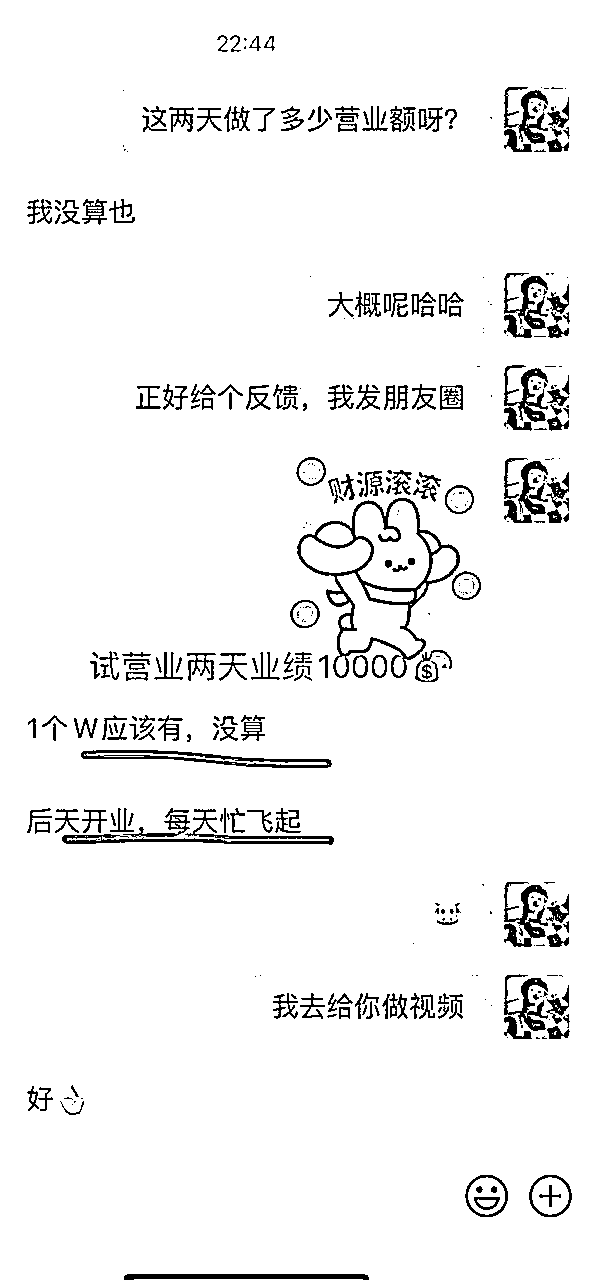 22:44
这两天做了多少营业额呀?
我没算也
大概呢哈哈
正好给个反馈，我发朋友圈
财源滚滚
试营业两天业绩10000
1个W应该有，没算
后天开业，每天忙飞起
我去给你做视频
好